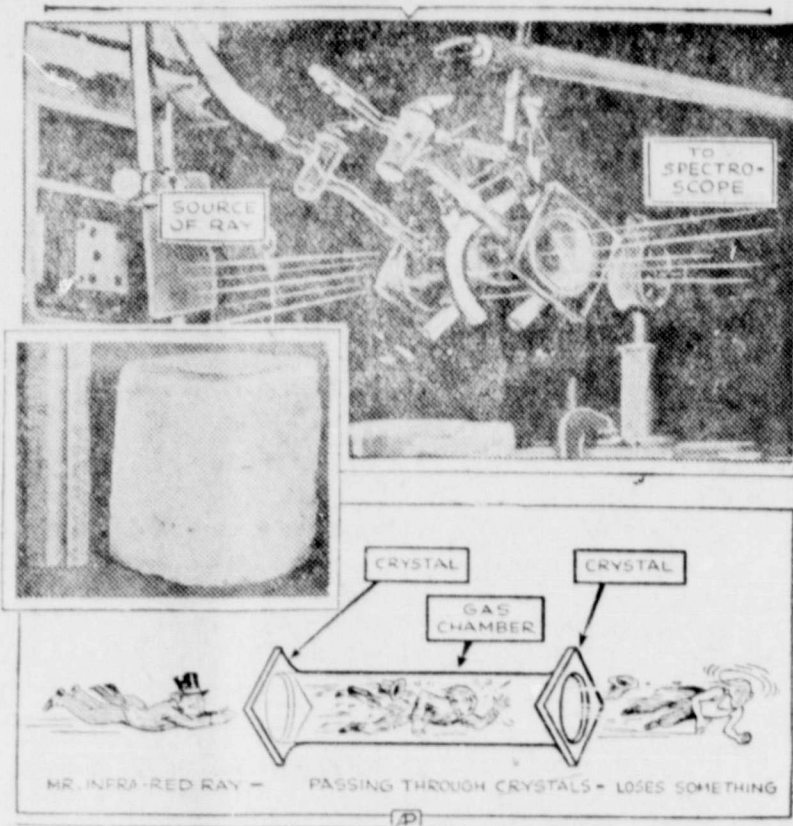 SOURCE
OF RAY
TO
SPECTRO-
SCOPE
CRYSTAL
CRYSTAL
GAS
CHAMBER
MR. INFRA-RED RAY — PASSING THROUGH CRYSTALS – LOSES SOMETHING
AP